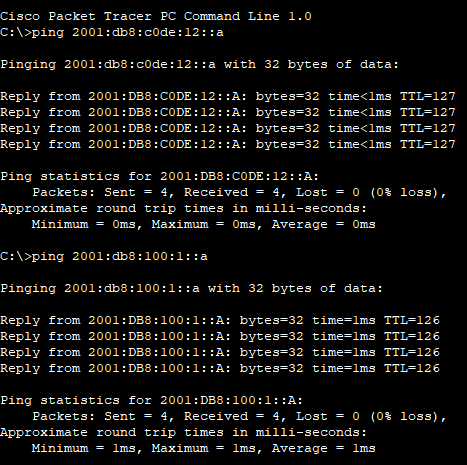 Cisco Packet Tracer PC Command Line 1.0
C:\>ping 2001:db8:c0de:12::a
Pinging 2001:db8:c0de:12::a with 32 bytes of data:
Reply from 2001:DB8:C0DE:12::A: bytes=32 time<1ms TTL=127
Reply from 2001:DB8:C0DE:12::A: bytes=32 time<1ms TTL=127
Reply from 2001:DB8:C0DE:12::A: bytes=32 time<1ms TTL=127
Reply from 2001:DB8:C0DE:12::A: bytes=32 time<1ms TTL=127
Ping statistics for 2001:DB8:C0DE:12::A:
    Packets: Sent = 4, Received = 4, Lost = 0 (0% loss),
Approximate round trip times in milli-seconds:
    Minimum = 0ms, Maximum = 0ms, Average = 0ms
C:\>ping 2001:db8:100:1::a
Pinging 2001:db8:100:1::a with 32 bytes of data:
Reply from 2001:DB8:100:1::A: bytes=32 time=1ms TTL=126
Reply from 2001:DB8:100:1::A: bytes=32 time=1ms TTL=126
Reply from 2001:DB8:100:1::A: bytes=32 time=1ms TTL=126
Reply from 2001:DB8:100:1::A: bytes=32 time=1ms TTL=126
Ping statistics for 2001:DB8:100:1::A:
    Packets: Sent = 4, Received = 4, Lost = 0 (0% loss),
Approximate round trip times in milli-seconds:
    Minimum = 1ms, Maximum = 1ms, Average = 1ms